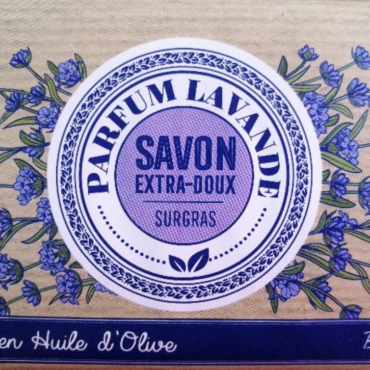 PARFUM LAVANDE
SAVON
EXTRA-DOUX
SURGRAS
en Huile d'Olive